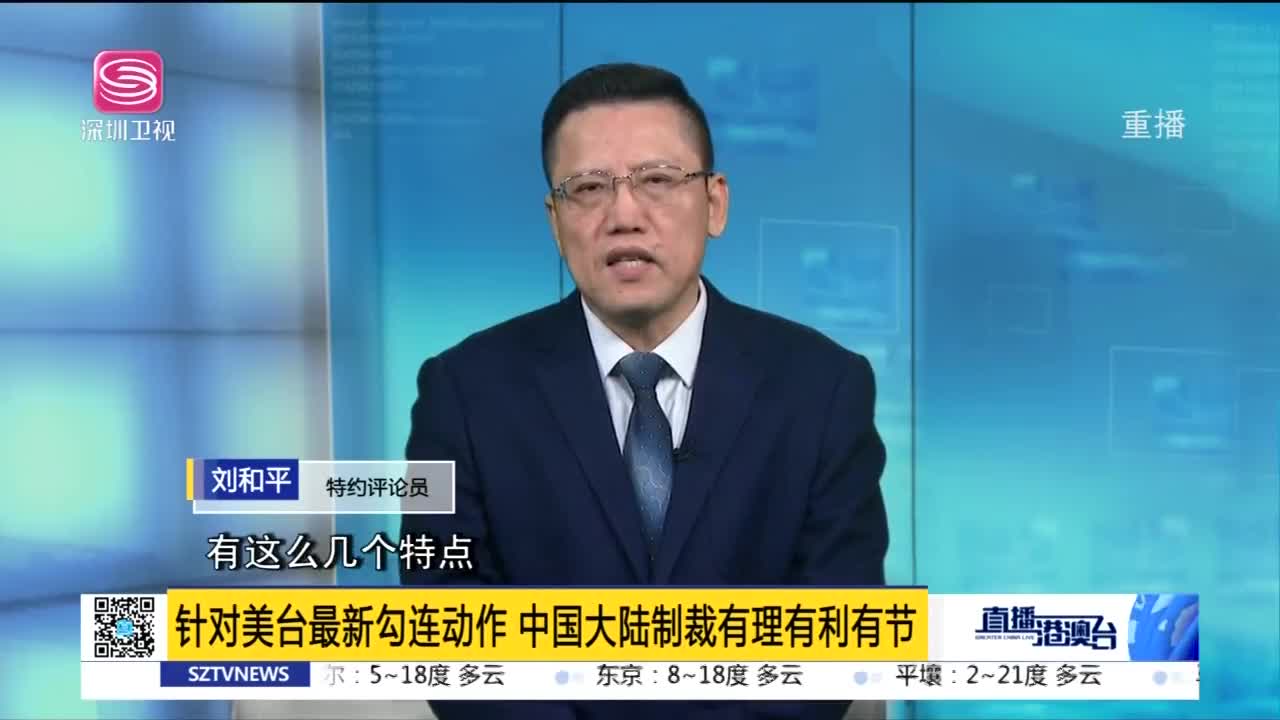 深圳卫视
重播
刘和平
特约评论员
有这么几个特点
针对美台最新勾连动作 中国大陆制裁有理有利有节
直播港澳台
GREATER CHINA LIVE
SZTVNEWS
尔：5~18度 多云 东京：8~18度 多云 平壤：2~21度 多云